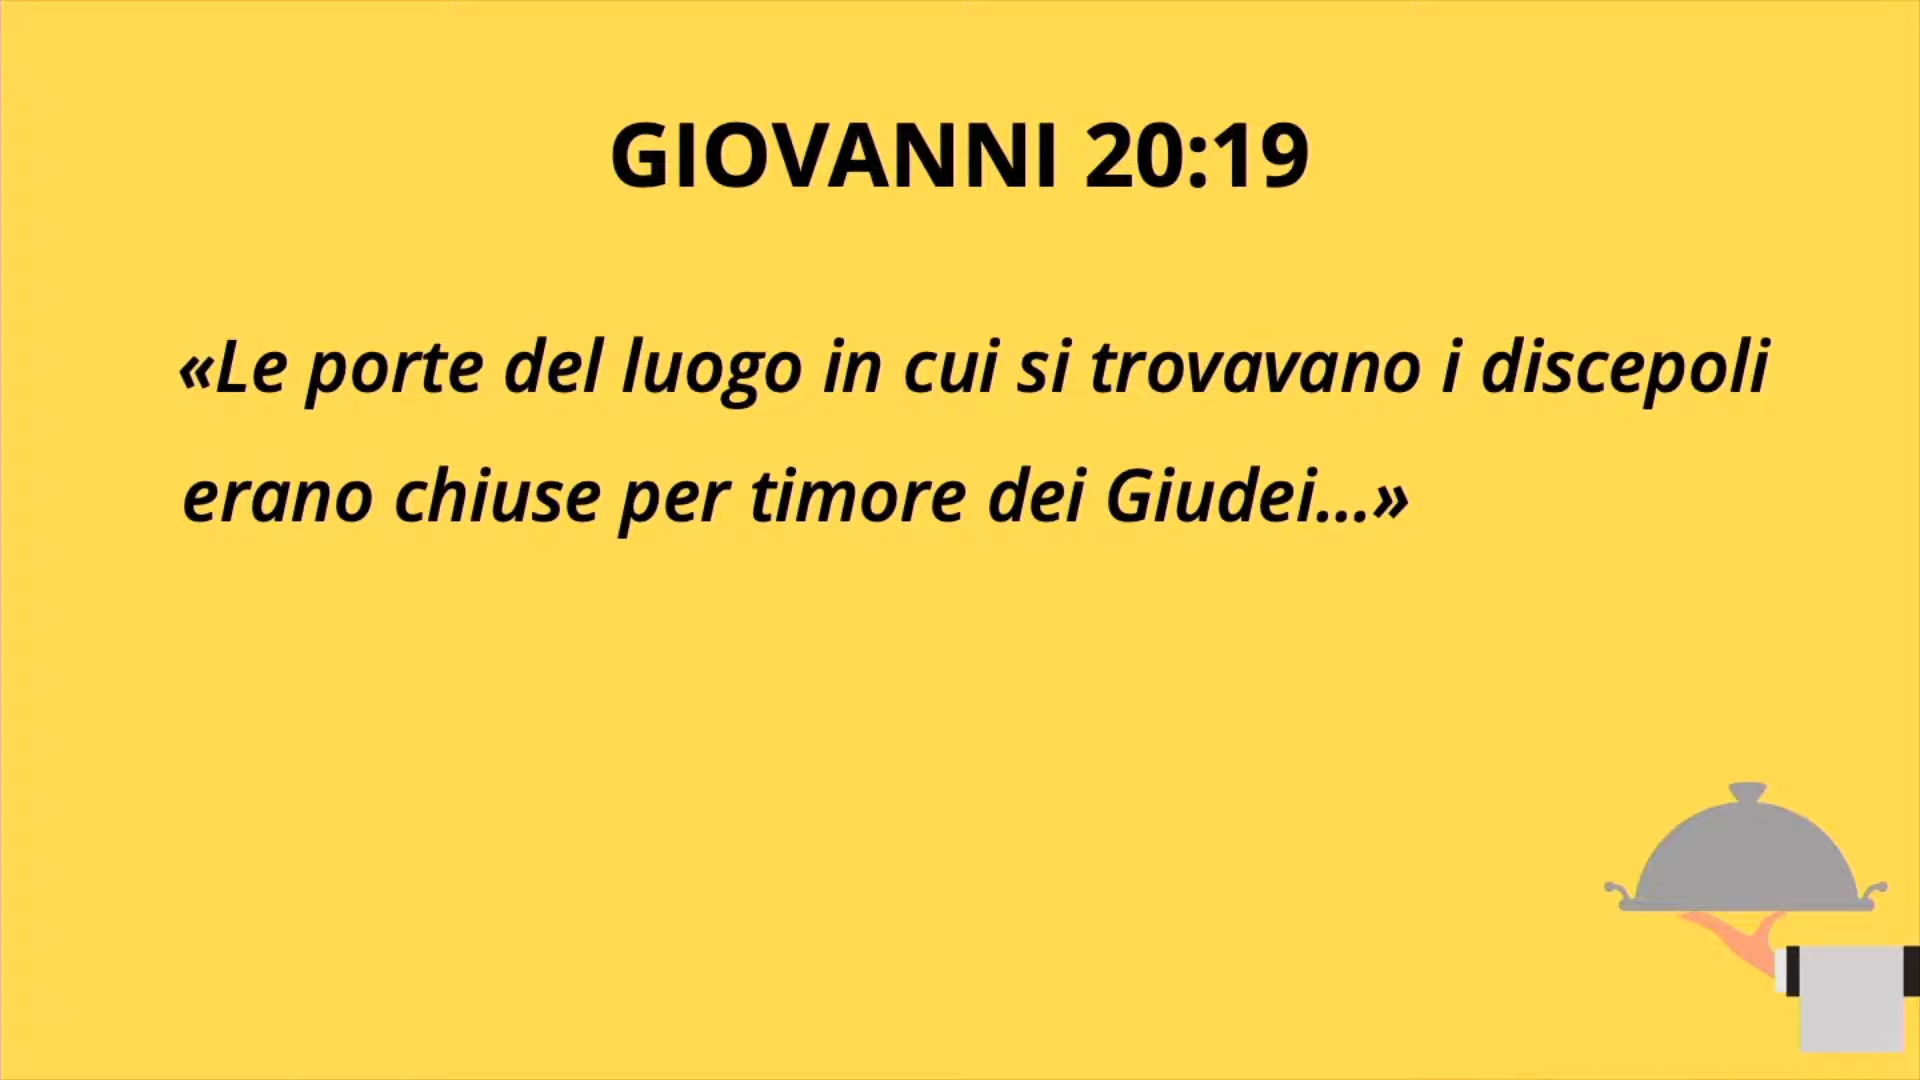 GIOVANNI 20:19
«Le porte del luogo in cui si trovavano i discepoli
erano chiuse per timore dei Giudei...»